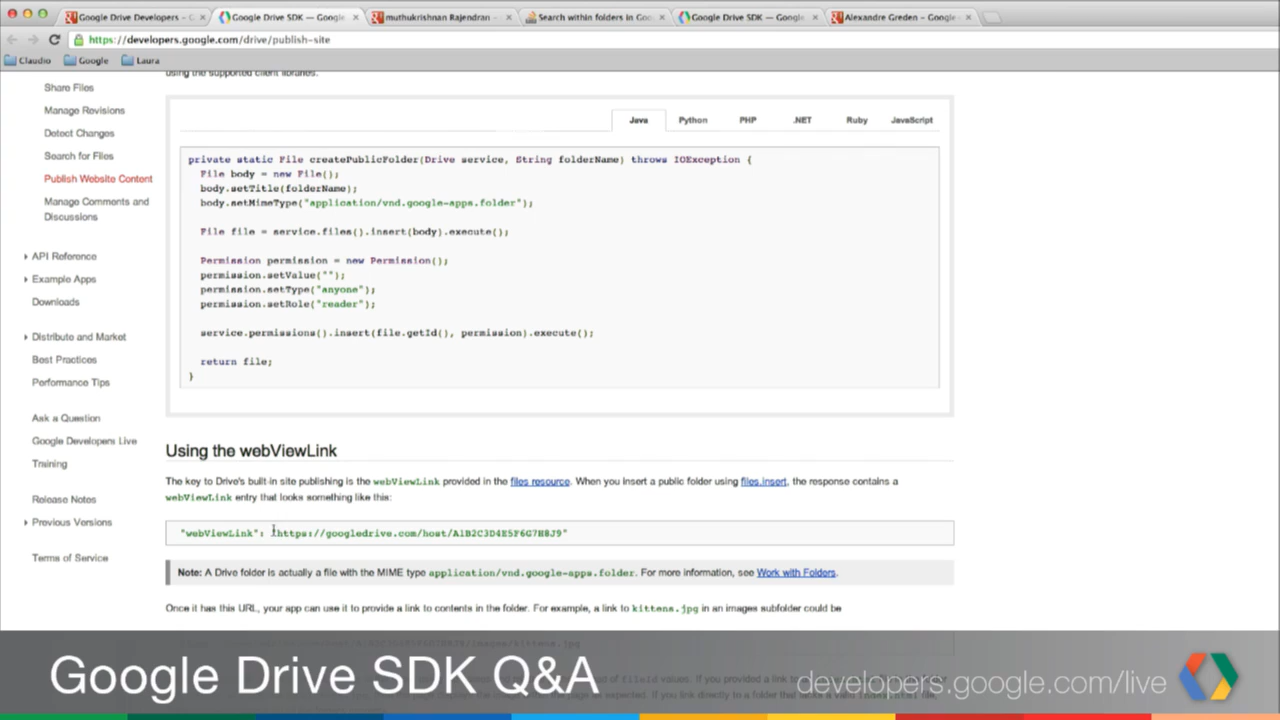 Google Drive Developers – G
Google Drive SDK — Google
muthukrishnan Rajendran –
Search within folders in Goo
Google Drive SDK — Google
Alexandre Greden – Google
https://developers.google.com/drive/publish-site
Claudio
Google
Laura
using the supported client libraries.
Share Files
Manage Revisions
Detect Changes
Search for Files
Publish Website Content
Manage Comments and
Discussions
API Reference
Example Apps
Downloads
Distribute and Market
Best Practices
Performance Tips
Ask a Question
Google Developers Live
Training
Release Notes
Previous Versions
Terms of Service
Java Python PHP .NET Ruby JavaScript
private static File createPublicFolder(Drive service, String folderName) throws IOException {
File body = new File();
body.setTitle(folderName);
body.setMimeType("application/vnd.google-apps.folder");
File file = service.files().insert(body).execute();
Permission permission = new Permission();
permission.setValue("");
permission.setType("anyone");
permission.setRole("reader");
service.permissions().insert(file.getId(), permission).execute();
return file;
}
Using the webViewLink
The key to Drive's built-in site publishing is the webViewLink provided in the files resource. When you insert a public folder using files.insert, the response contains a
webViewLink entry that looks something like this:
"webViewLink": "https://googledrive.com/host/A1B2C3D4E5F6G7H8J9"
Note: A Drive folder is actually a file with the MIME type application/vnd.google-apps.folder. For more information, see Work with Folders.
Once it has this URL, your app can use it to provide a link to contents in the folder. For example, a link to kittens.jpg in an images subfolder could be
Google Drive SDK Q&A
developers.google.com/live